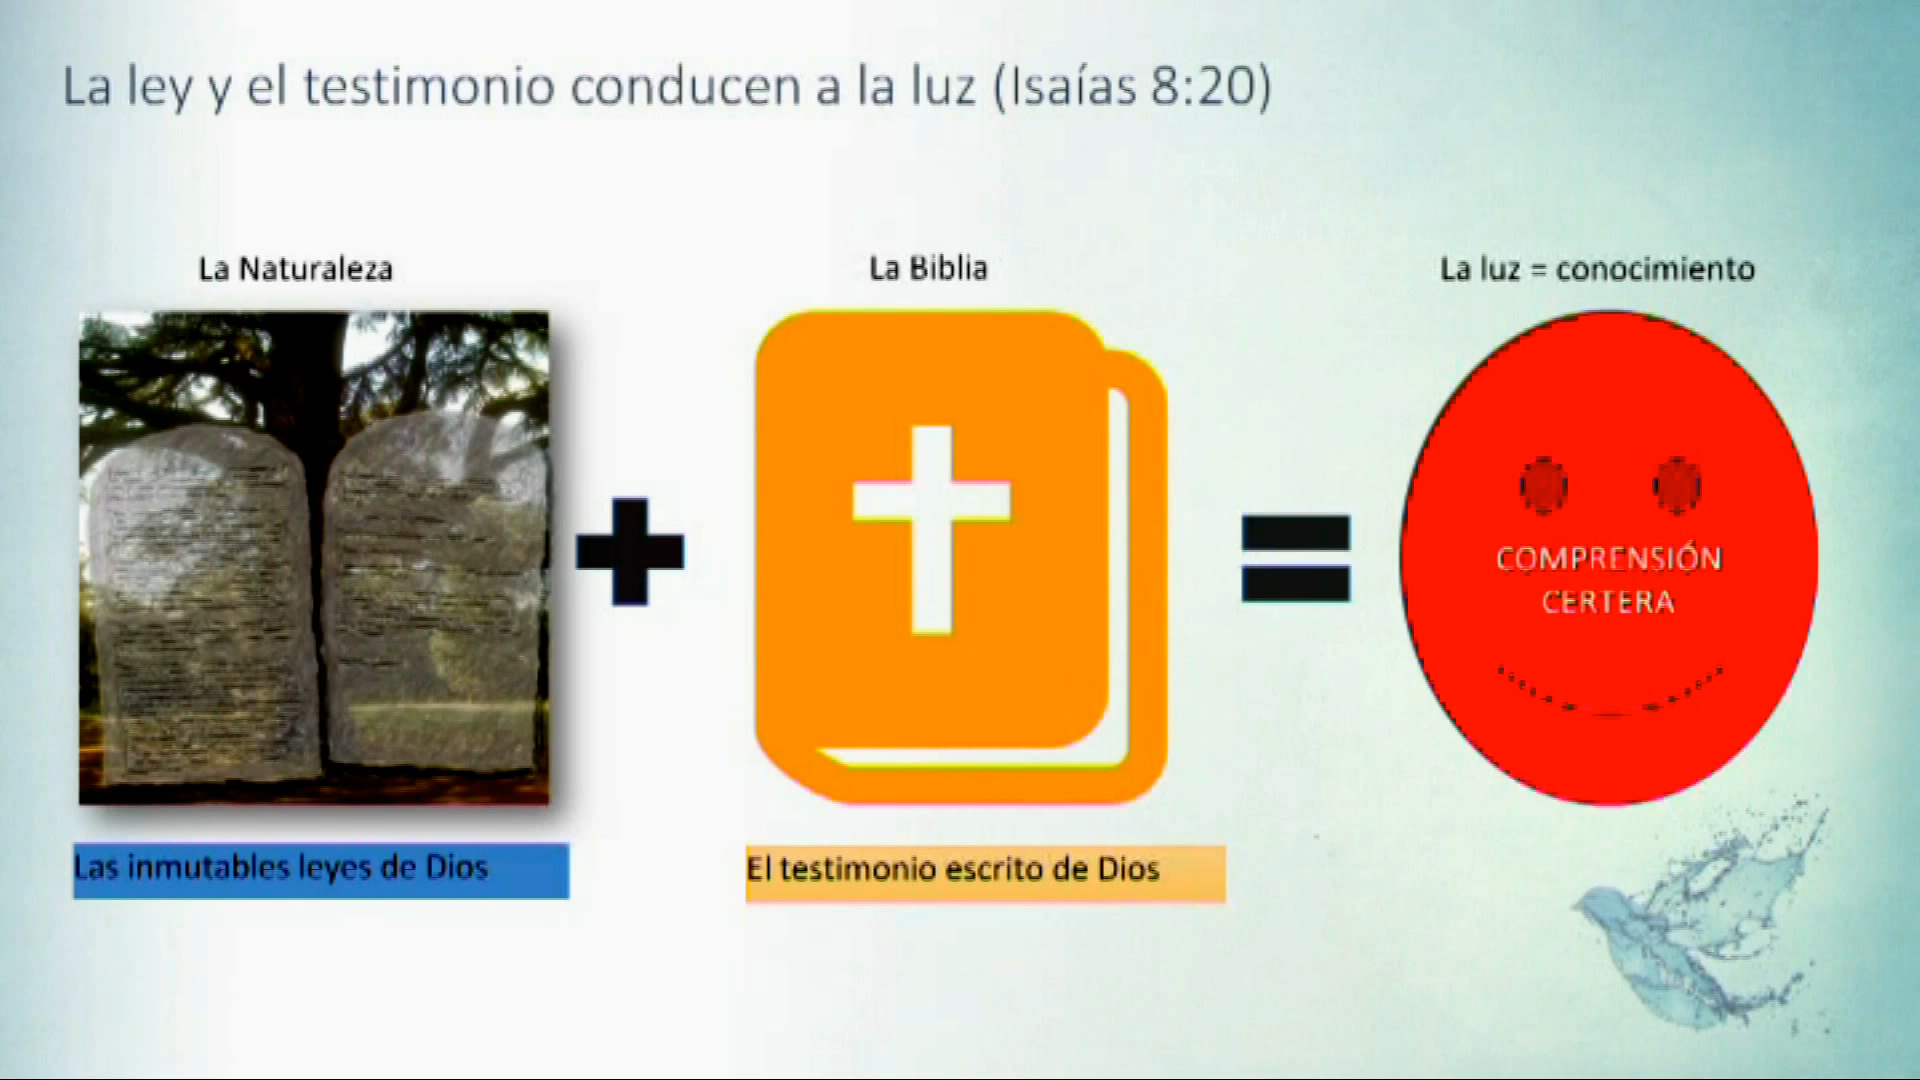 La ley y el testimonio conducen a la luz (Isaías 8:20)
La Naturaleza
La Biblia
La luz = conocimiento
COMPRENSIÓN
CERTERA
Las inmutables leyes de Dios
El testimonio escrito de Dios